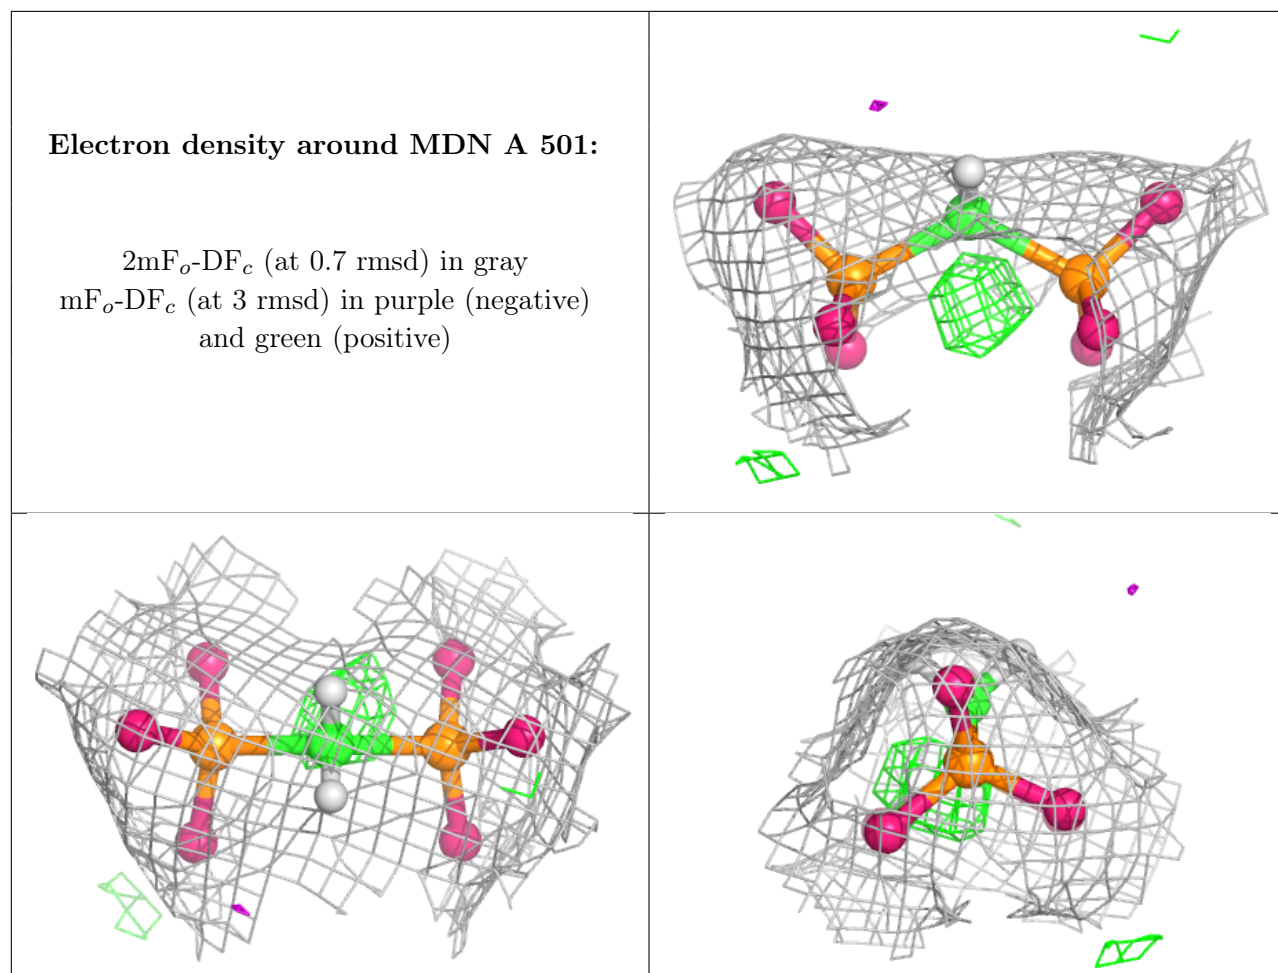 Electron density around MDN A 501:
2mFo-DFc (at 0.7 rmsd) in gray
mFo-DFc (at 3 rmsd) in purple (negative)
and green (positive)